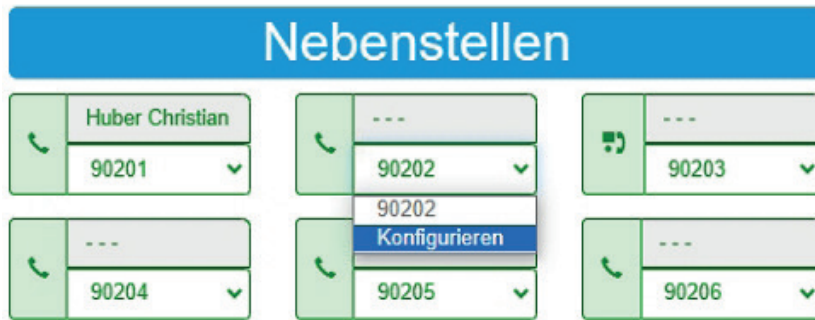 Nebenstellen
Huber Christian
90201
- - -
90202
90202
Konfigurieren
- - -
90203
- - -
90204
90205
- - -
90206